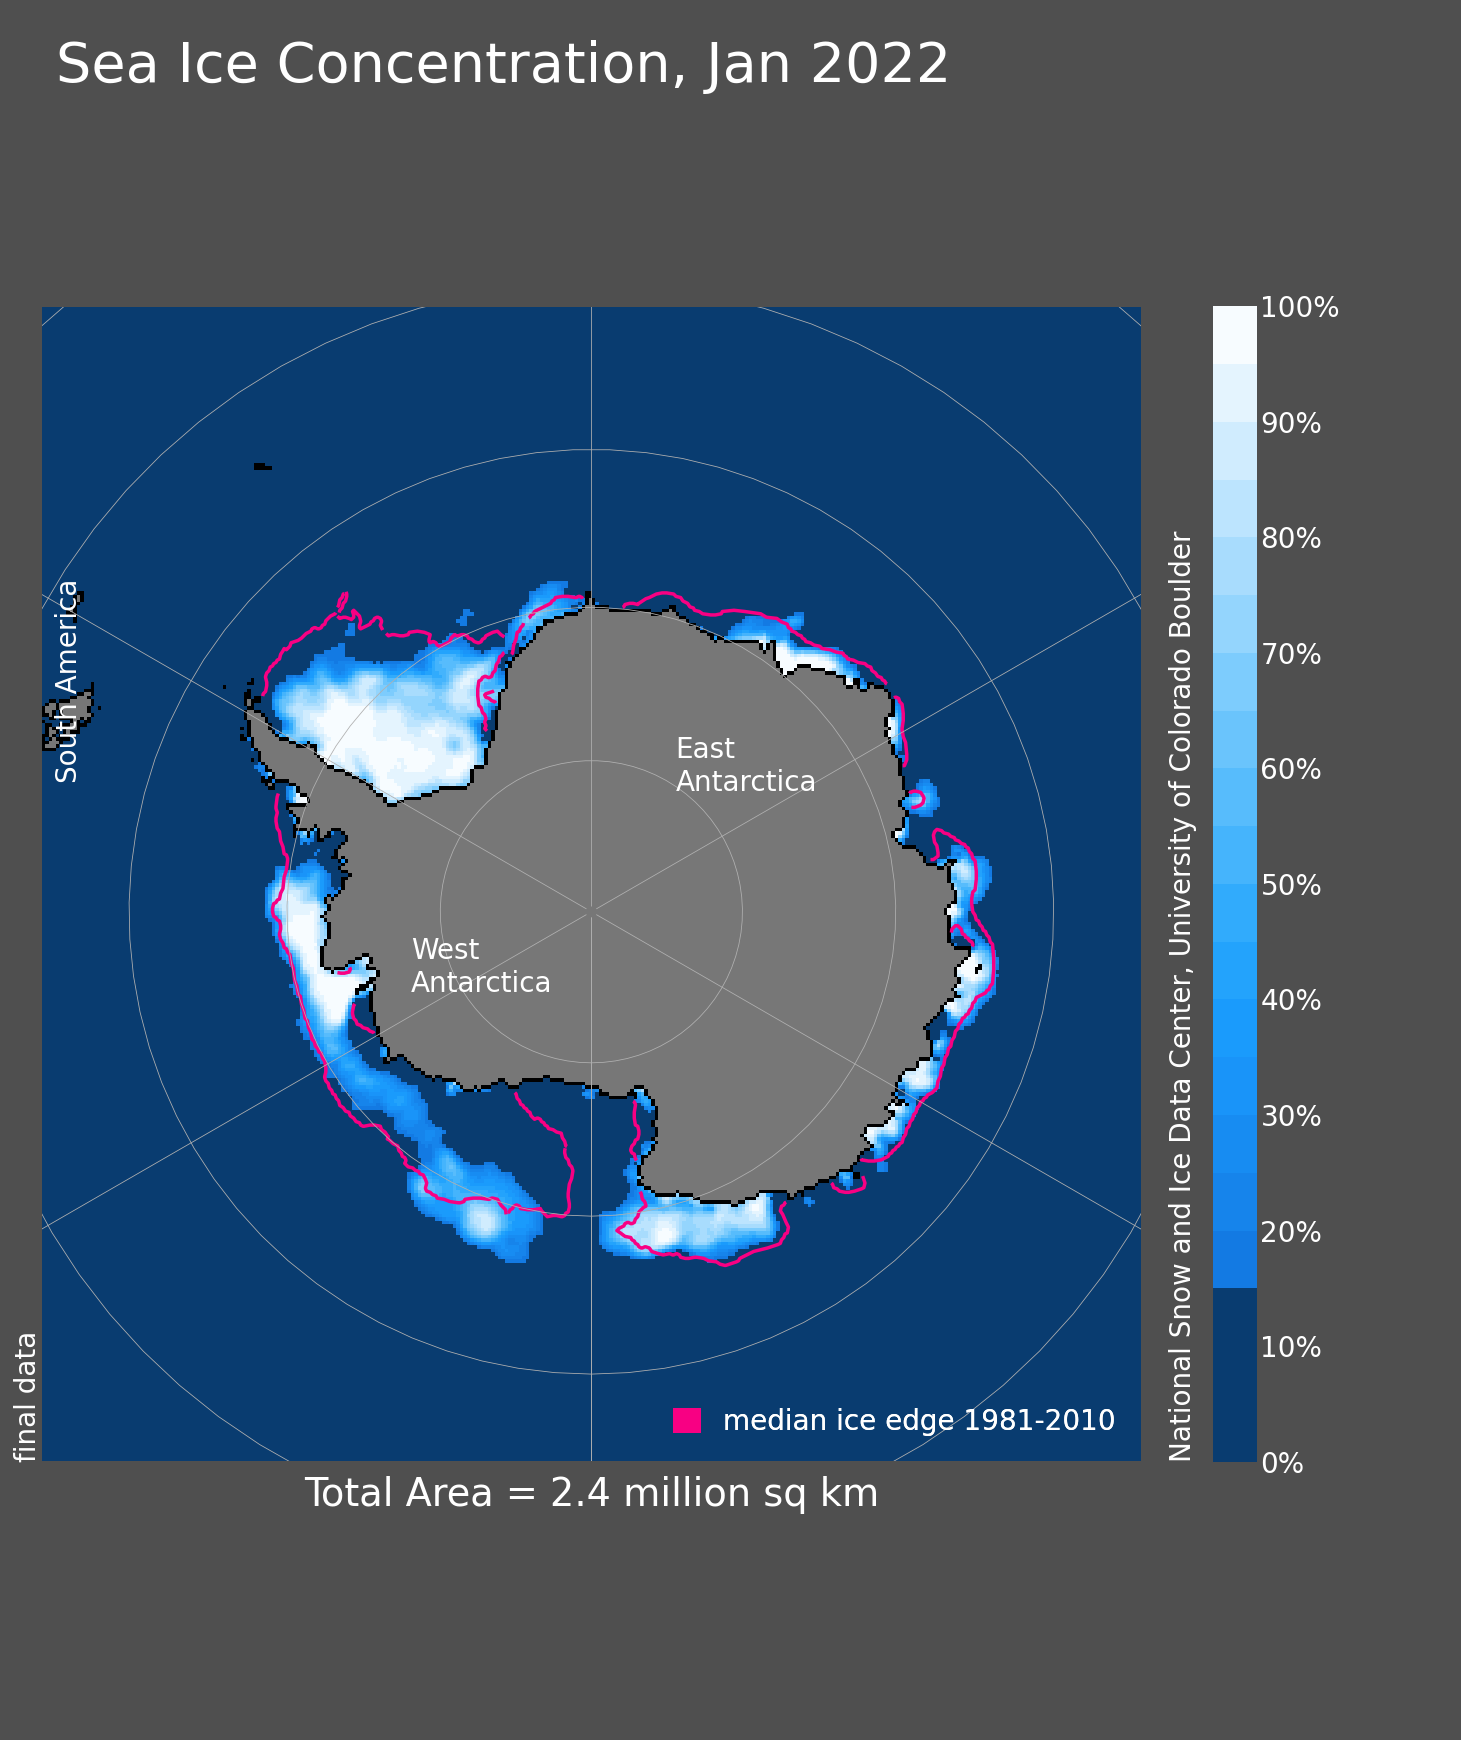 Sea Ice Concentration, Jan 2022
South America
East
Antarctica
West
Antarctica
median ice edge 1981-2010
final data
Total Area = 2.4 million sq km
National Snow and Ice Data Center, University of Colorado Boulder
100%
90%
80%
70%
60%
50%
40%
30%
20%
10%
0%